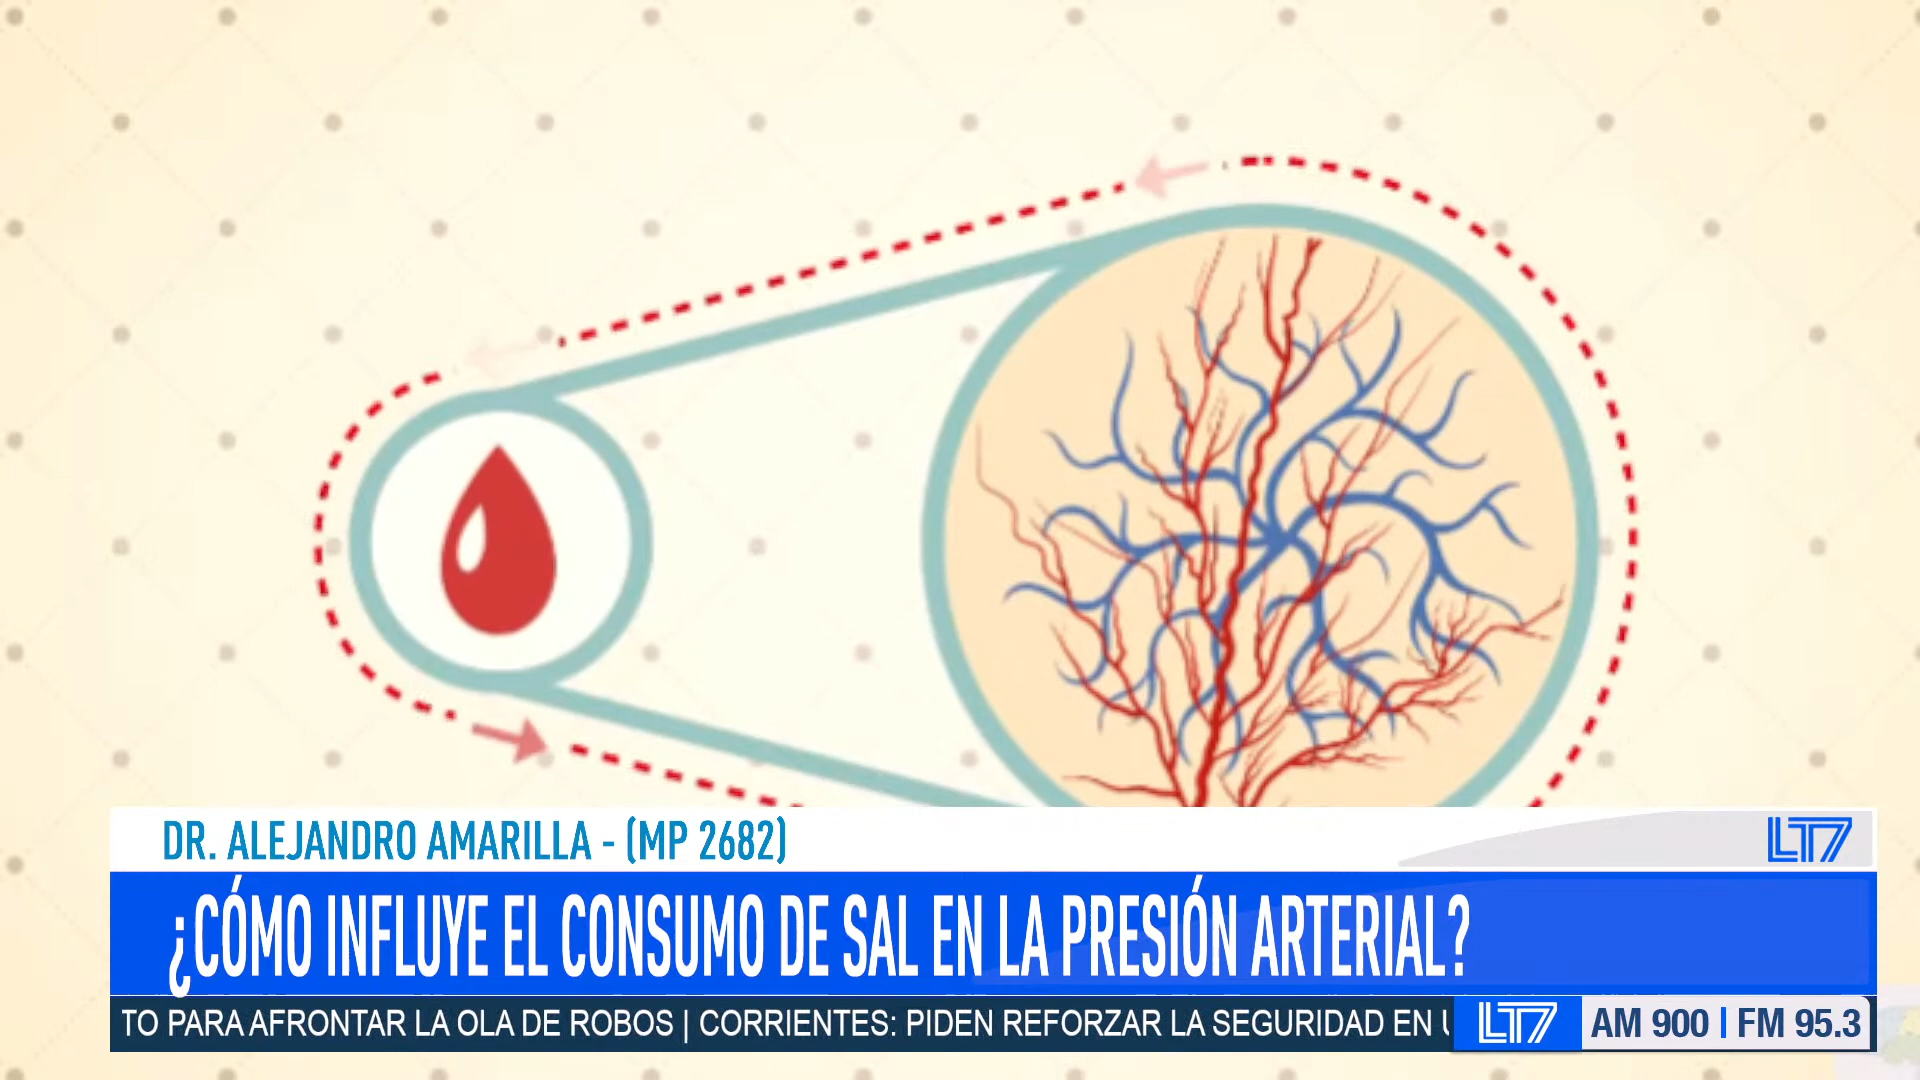 DR. ALEJANDRO AMARILLA - (MP 2682)
LT7
¿CÓMO INFLUYE EL CONSUMO DE SAL EN LA PRESIÓN ARTERIAL?
TO PARA AFRONTAR LA OLA DE ROBOS | CORRIENTES: PIDEN REFORZAR LA SEGURIDAD EN
LT7 AM 900 | FM 95.3